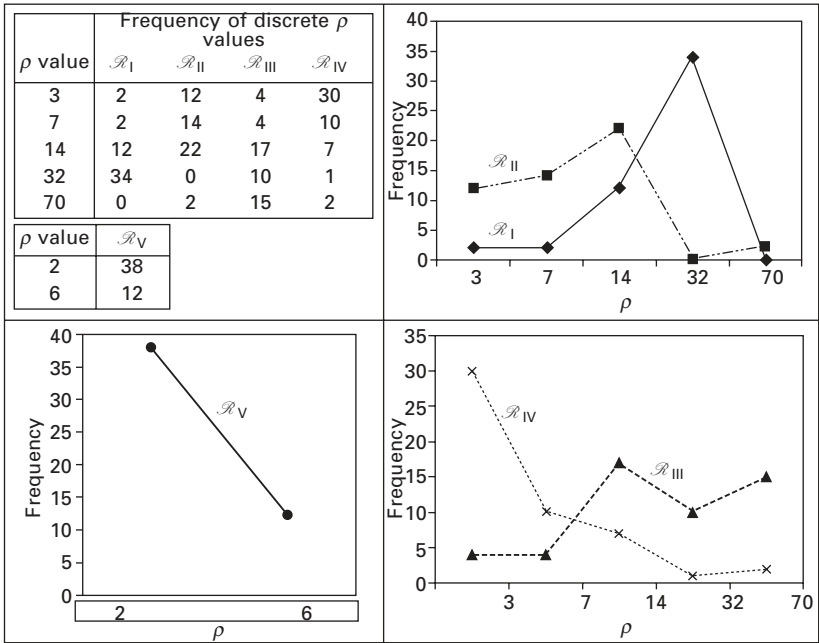 Frequency of discrete ρ
values
ρ value ℛI ℛII ℛIII ℛIV
3 2 12 4 30
7 2 14 4 10
14 12 22 17 7
32 34 0 10 1
70 0 2 15 2
ρ value ℛV
2 38
6 12
40
35
30
25
20
15
10
5
0
Frequency
ℛII
ℛI
3 7 14 32 70
ρ
40
35
30
25
20
15
10
5
0
Frequency
ℛV
2 6
ρ
35
30
25
20
15
10
5
0
Frequency
ℛIV
ℛIII
3 7 14 32 70
ρ